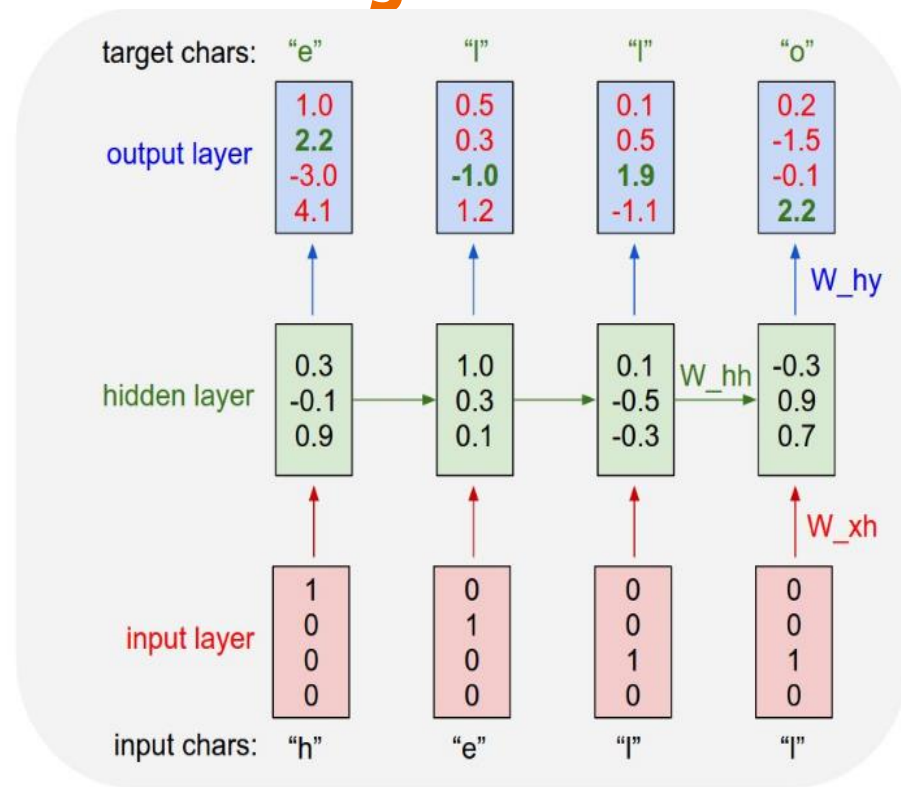 g
target chars: “e” “l” “l” “o”
1.0 0.5 0.1 0.2
2.2 0.3 0.5 -1.5
output layer
-3.0 -1.0 1.9 -0.1
4.1 1.2 -1.1 2.2
W_hy
0.3 1.0 0.1 W_hh -0.3
hidden layer -0.1 0.3 -0.5 0.9
0.9 0.1 -0.3 0.7
W_xh
1 0 0 0
0 1 0 0
input layer
0 0 1 1
0 0 0 0
input chars: “h” “e” “l” “l”